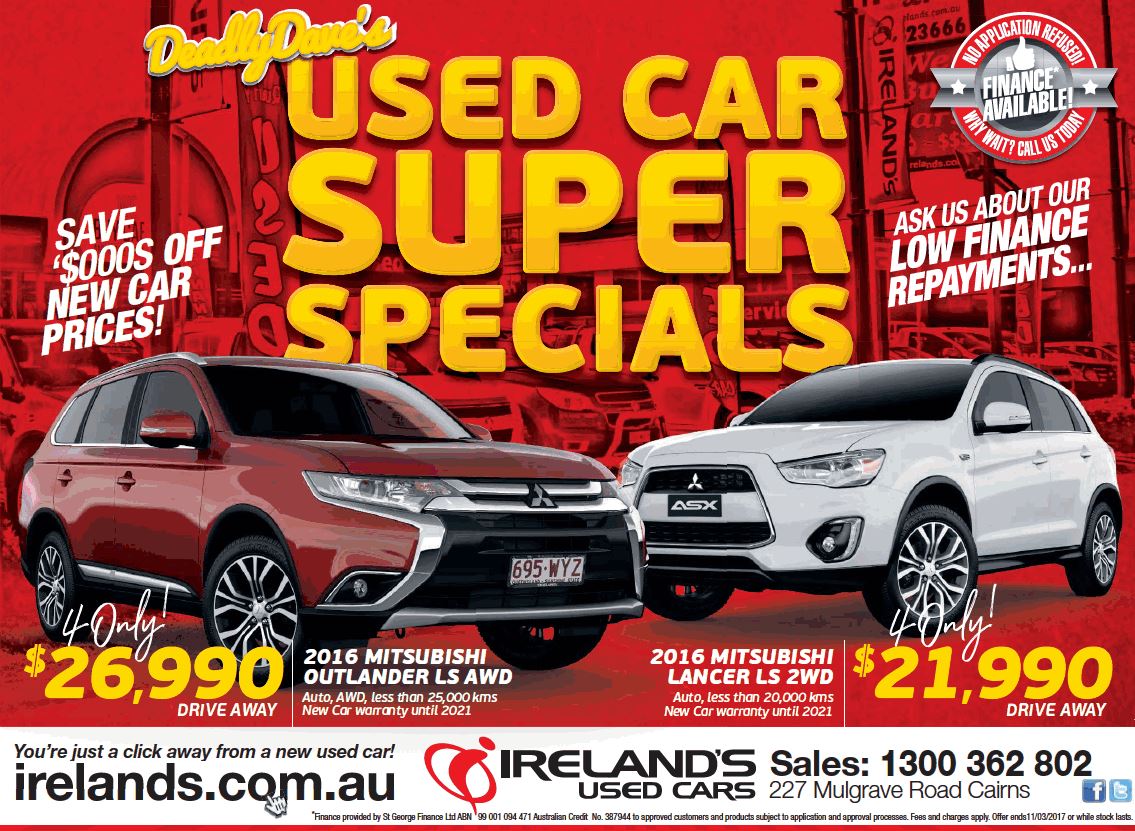 Deadly Dave's
USED CAR
SUPER
SPECIALS
NO APPLICATION REFUSED!
FINANCE*
AVAILABLE!
WHY WAIT? CALL US TODAY
SAVE
'$000S OFF
NEW CAR
PRICES!
ASK US ABOUT OUR
LOW FINANCE
REPAYMENTS...
23666
IRELAND'S
USED
ASX
695·WYZ
4 Only!
$26,990
DRIVE AWAY
2016 MITSUBISHI
OUTLANDER LS AWD
Auto, AWD, less than 25,000 kms
New Car warranty until 2021
2016 MITSUBISHI
LANCER LS 2WD
Auto, less than 20,000 kms
New Car warranty until 2021
4 Only!
$21,990
DRIVE AWAY
You're just a click away from a new used car!
irelands.com.au
IRELAND'S
USED CARS
Sales: 1300 362 802
227 Mulgrave Road Cairns
*Finance provided by St George Finance Ltd ABN 99 001 094 471 Australian Credit No. 387944 to approved customers and products subject to application and approval processes. Fees and charges apply. Offer ends11/03/2017 or while stock lasts.